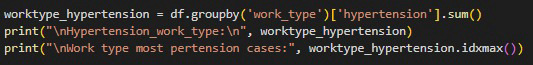 worktype_hypertension = df.groupby('work_type')['hypertension'].sum()
print("\nHypertension_work_type:\n", worktype_hypertension)
print("\nWork type most pertension cases:", worktype_hypertension.idxmax())